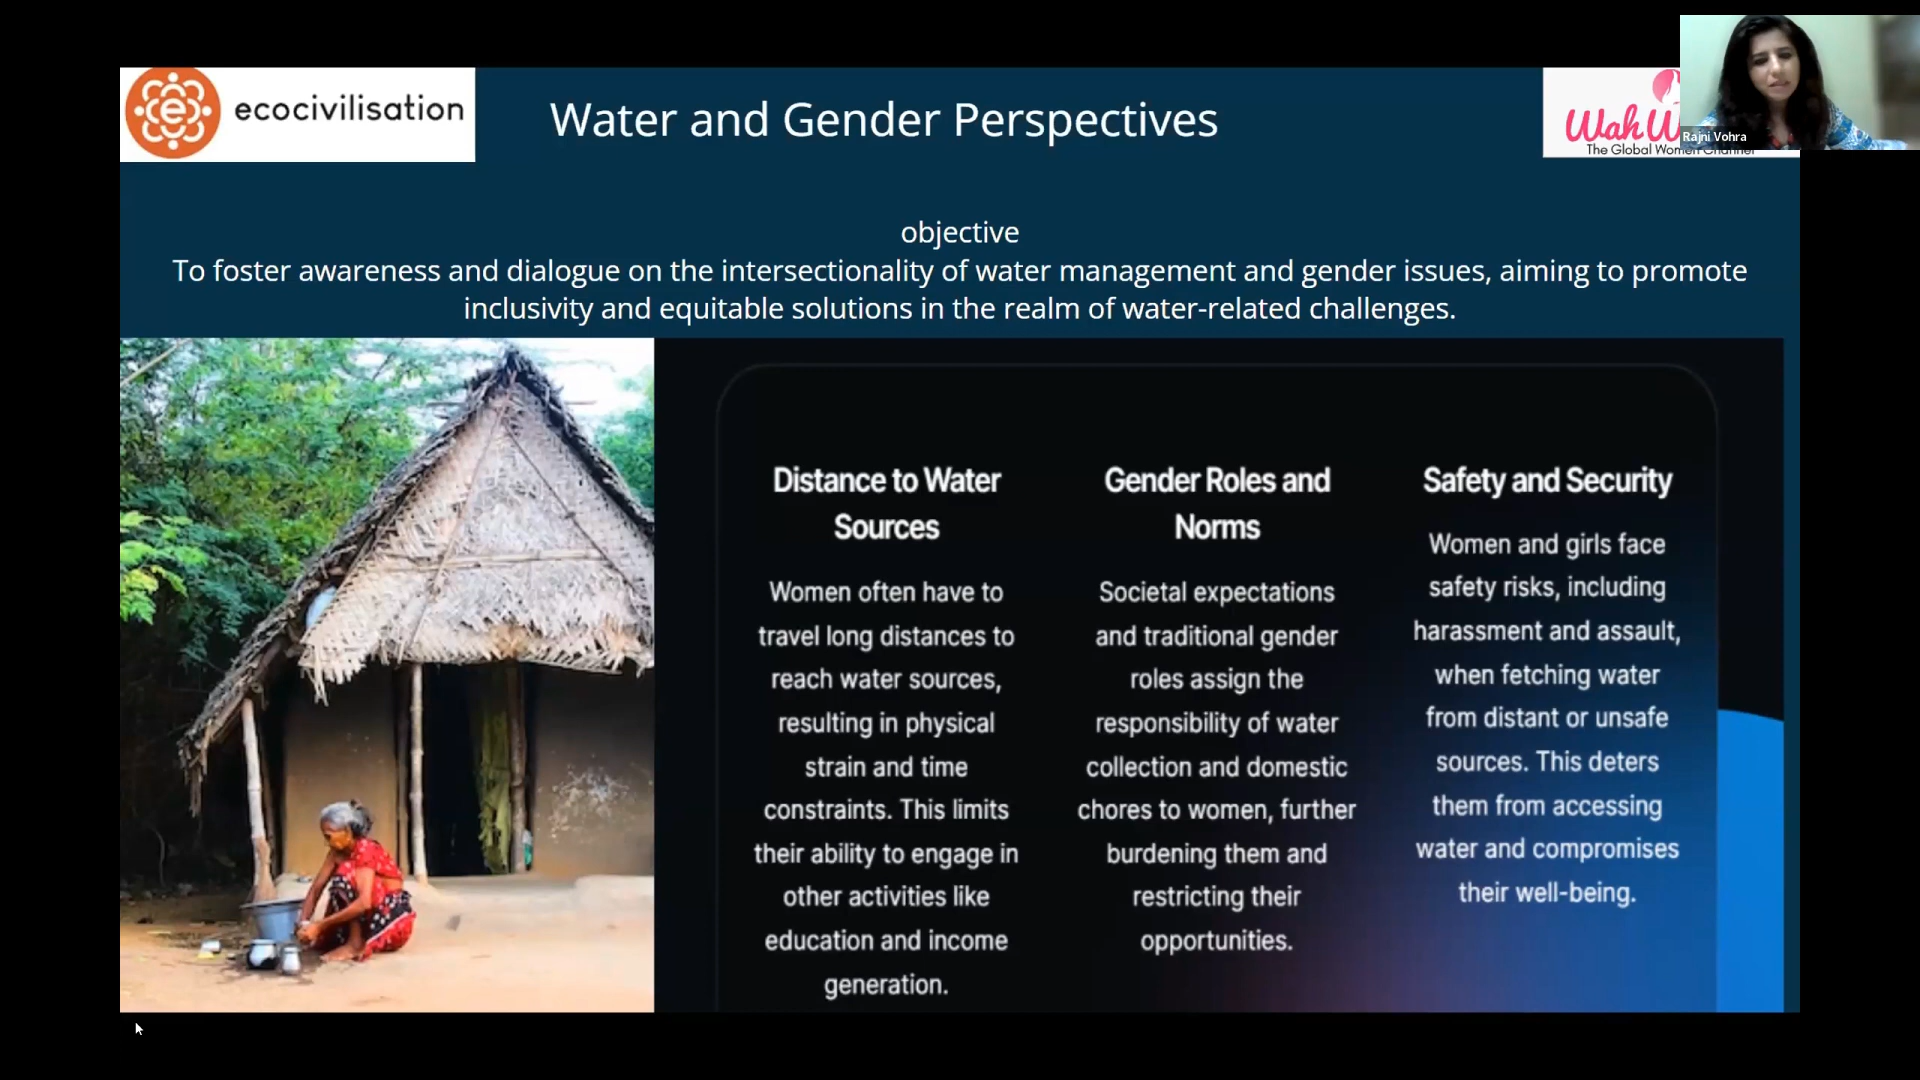 ecocivilisation
Water and Gender Perspectives
Wah W
The Global Women Channel
Rajni Vohra
objective
To foster awareness and dialogue on the intersectionality of water management and gender issues, aiming to promote
inclusivity and equitable solutions in the realm of water-related challenges.
Distance to Water
Sources
Women often have to
travel long distances to
reach water sources,
resulting in physical
strain and time
constraints. This limits
their ability to engage in
other activities like
education and income
generation.
Gender Roles and
Norms
Societal expectations
and traditional gender
roles assign the
responsibility of water
collection and domestic
chores to women, further
burdening them and
restricting their
opportunities.
Safety and Security
Women and girls face
safety risks, including
harassment and assault,
when fetching water
from distant or unsafe
sources. This deters
them from accessing
water and compromises
their well-being.